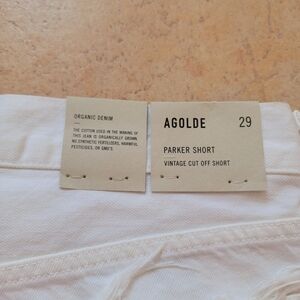 ORGANIC DENIM
THE COTTON USED IN THE MAKING OF
THIS JEAN IS ORGANICALLY GROWN.
NO SYNTHETIC FERTILIZERS, HARMFUL
PESTICIDES, OR GMO'S
AGOLDE 29
PARKER SHORT
VINTAGE CUT OFF SHORT